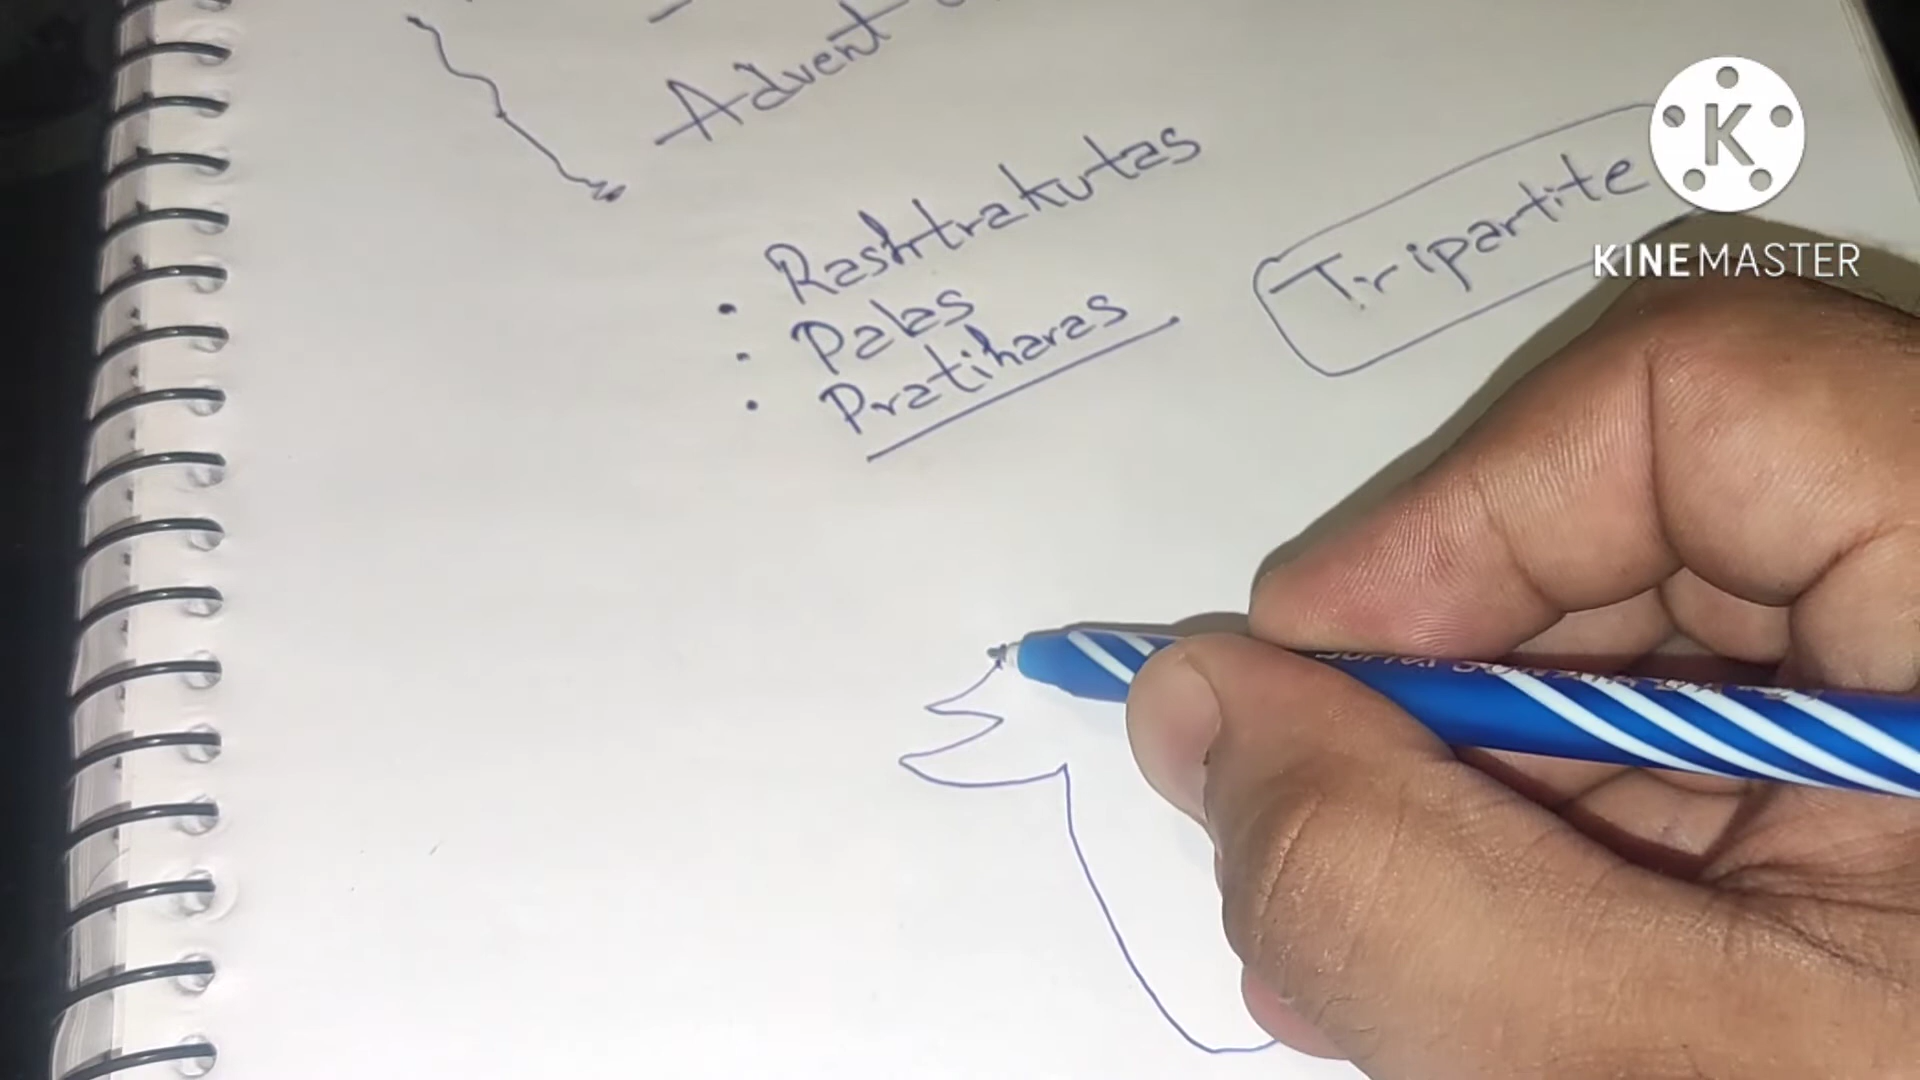 Advent
• Rashtrakutas
• Palas
• Pratiharas
Tripartite
K
KINEMASTER